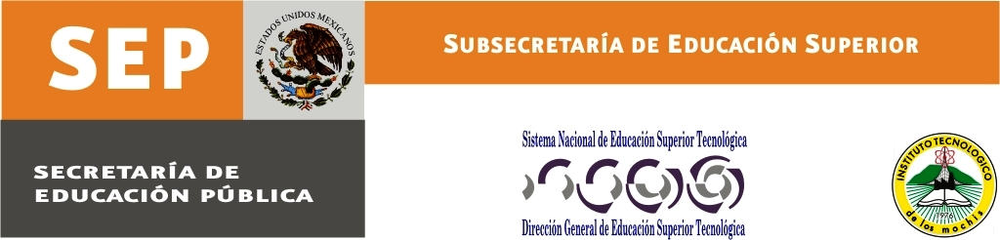 SEP
ESTADOS UNIDOS MEXICANOS
SUBSECRETARÍA DE EDUCACIÓN SUPERIOR
SECRETARÍA DE
EDUCACIÓN PÚBLICA
Sistema Nacional de Educación Superior Tecnológica
Dirección General de Educación Superior Tecnológica
INSTITUTO TECNOLOGICO
1976
de los mochis